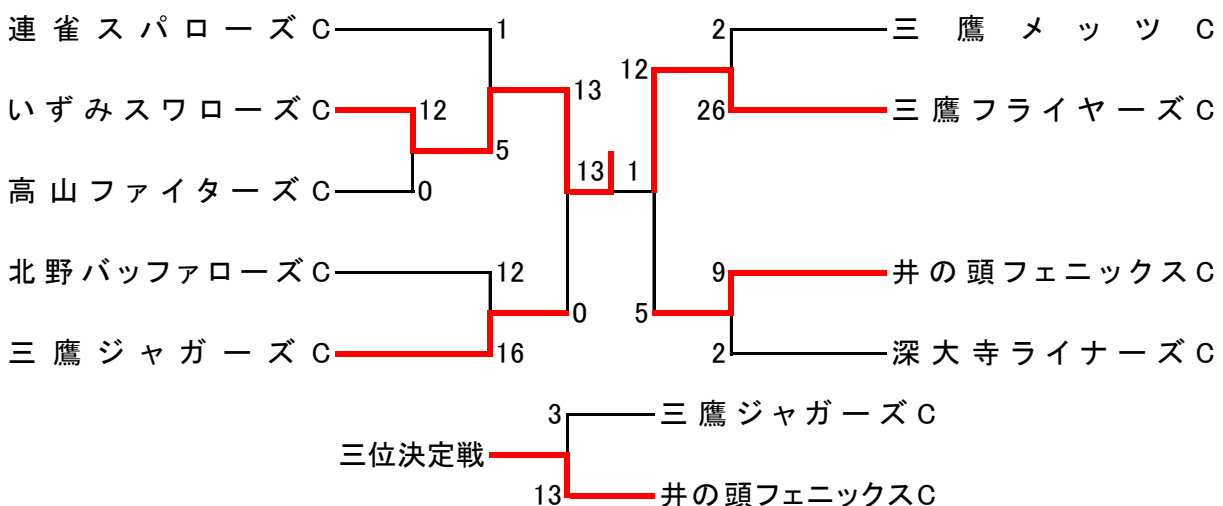 連雀スパローズC 1 2 三鷹メッツC
12 13
いずみスワローズC 12 26 三鷹フライヤーズC
5
13 1
高山ファイターズC 0
北野バッファローズC 12 9 井の頭フェニックスC
0 5
三鷹ジャガーズC 16 2 深大寺ライナーズC
3 三鷹ジャガーズC
三位決定戦
13 井の頭フェニックスC